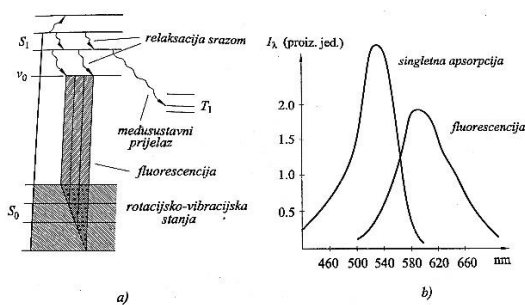 S₁
relaksacija srazom
v₀
T₁
međusustavni
prijelaz
fluorescencija
S₀
rotacijsko-vibracijska
stanja
a)
I_λ (proiz. jed.)
singletna apsorpcija
2.0
fluorescencija
1.5
1.0
0.5
460 500 540 580 620 660 nm
b)